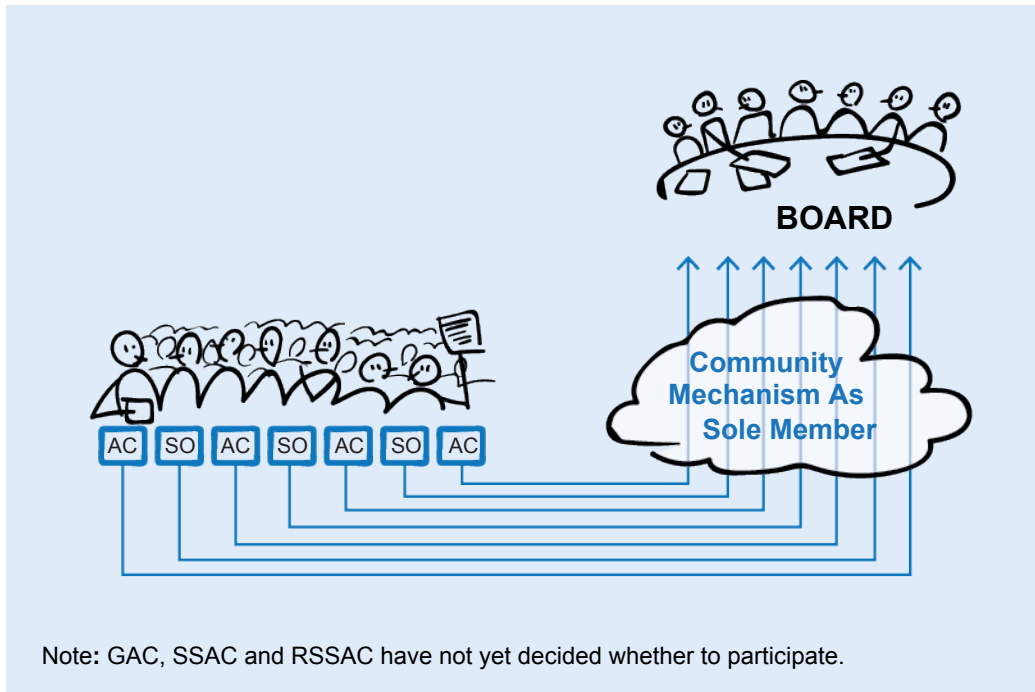 BOARD
Community
Mechanism As
Sole Member
AC SO AC SO AC SO AC
Note: GAC, SSAC and RSSAC have not yet decided whether to participate.